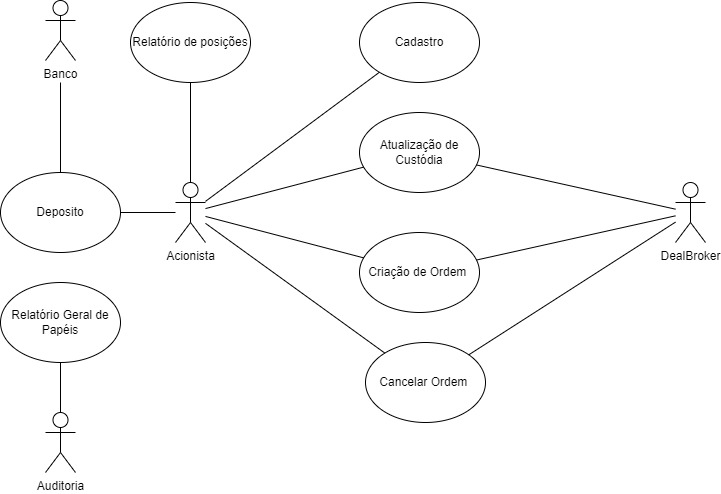 Banco
Relatório de posições
Cadastro
Atualização de
Custódia
Deposito
Acionista
DealBroker
Criação de Ordem
Relatório Geral de
Papéis
Cancelar Ordem
Auditoria